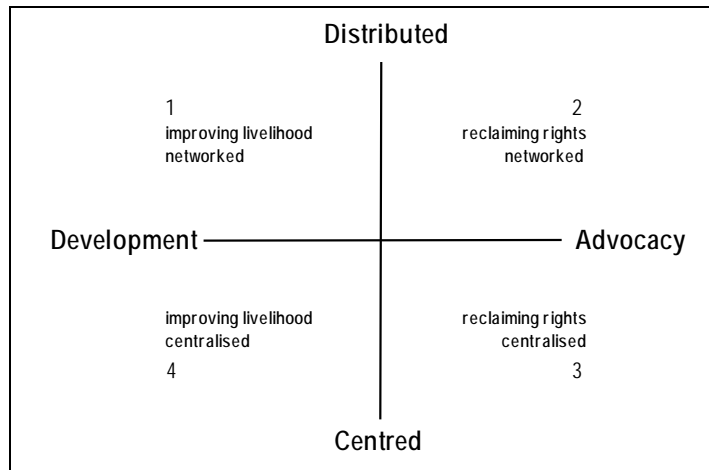 Distributed
1
improving livelihood
networked
2
reclaiming rights
networked
Development
Advocacy
improving livelihood
centralised
4
reclaiming rights
centralised
3
Centred